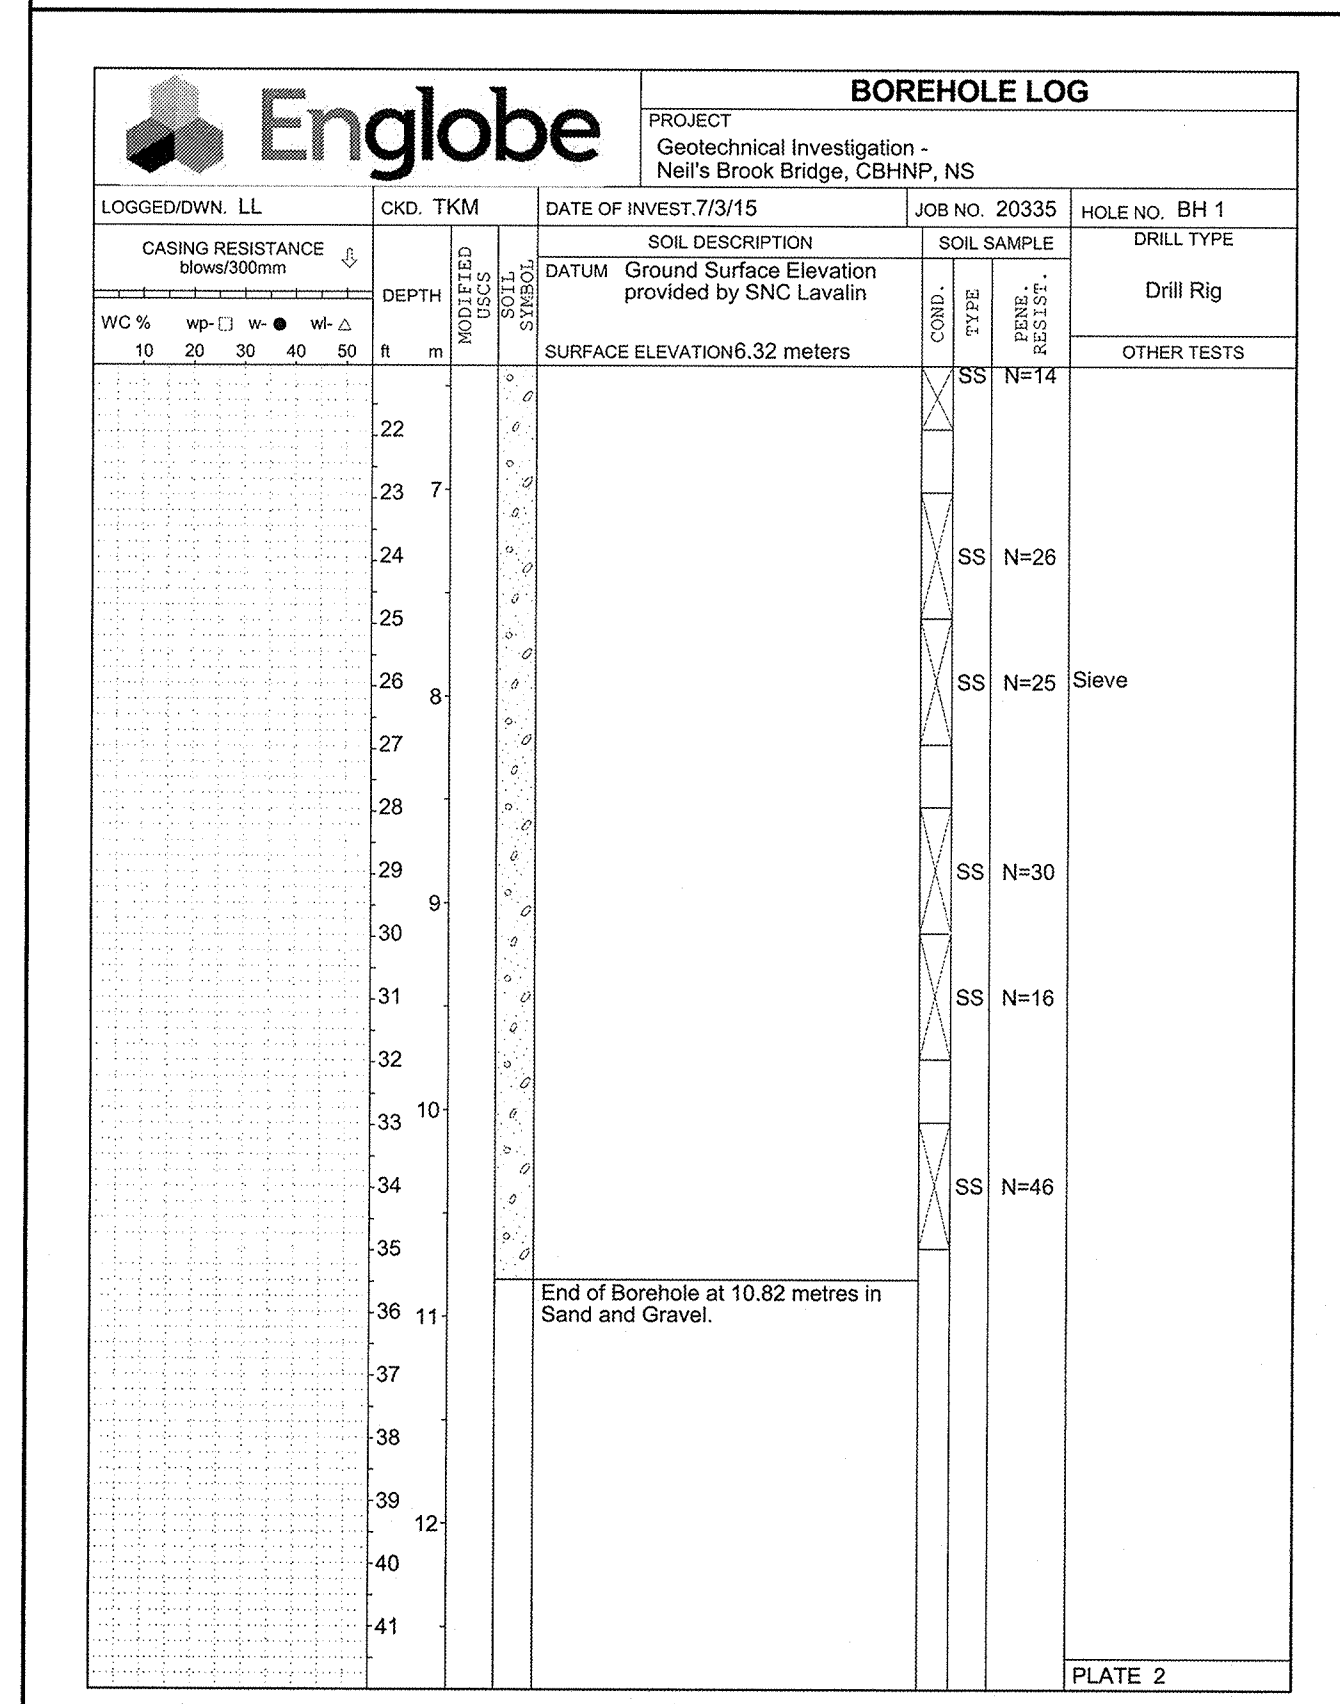 Englobe
BOREHOLE LOG
PROJECT
Geotechnical Investigation -
Neil's Brook Bridge, CBHNP, NS
LOGGED/DWN. LL
CKD. TKM
DATE OF INVEST.7/3/15
JOB NO. 20335
HOLE NO. BH 1
CASING RESISTANCE
blows/300mm
WC % wp- w- wl-
10 20 30 40 50
DEPTH
ft m
MODIFIED
USCS
SOIL
SYMBOL
SOIL DESCRIPTION
DATUM Ground Surface Elevation
provided by SNC Lavalin
SURFACE ELEVATION6.32 meters
SOIL SAMPLE
COND.
TYPE
PENE.
RESIST.
DRILL TYPE
Drill Rig
OTHER TESTS
SS N=14
22
23 7
24 SS N=26
25
26 8 SS N=25 Sieve
27
28
29 SS N=30
9
30
31 SS N=16
32
10
33
34 SS N=46
35
End of Borehole at 10.82 metres in
36 11 Sand and Gravel.
37
38
39
12
40
41
PLATE 2